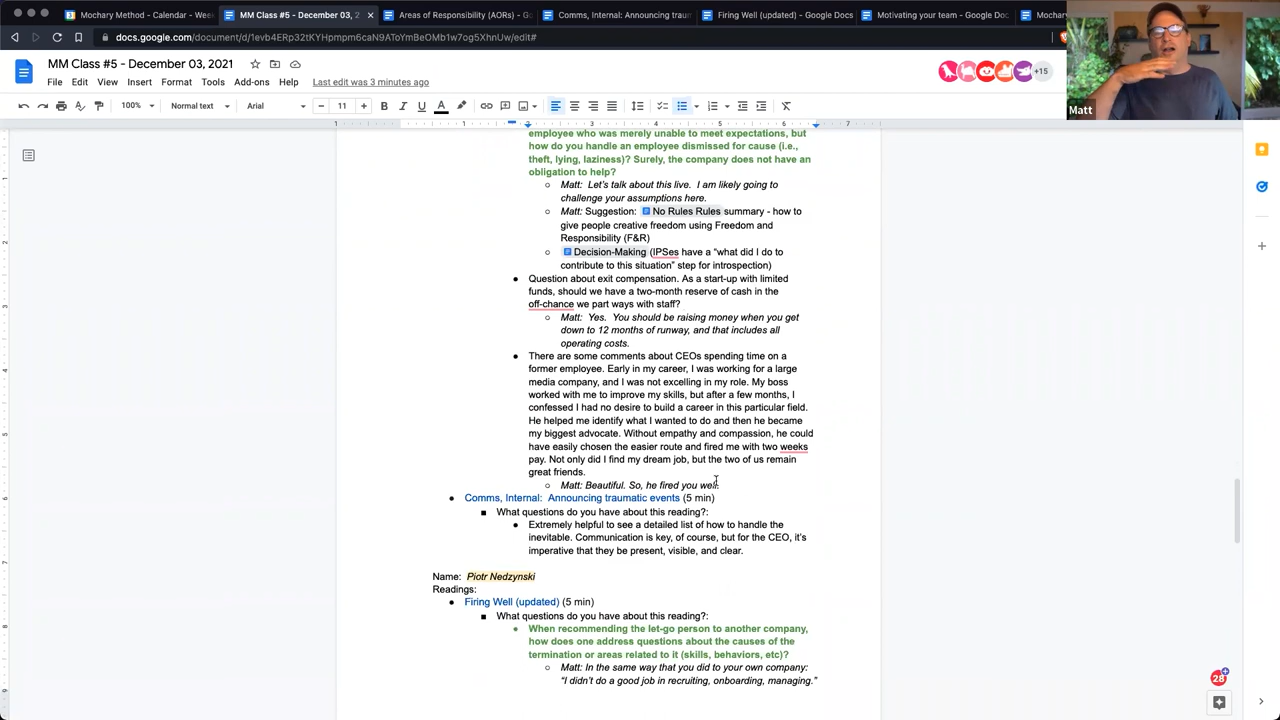 Mochary Method - Calendar - Wee
MM Class #5 - December 03, 2
Areas of Responsibility (AORs) - G
Comms, Internal: Announcing traum
Firing Well (updated) - Google Docs
Motivating your team - Google Doc
Mochar
docs.google.com/document/d/1evb4ERp32tKYHpmpm6caN9AToYmBeOMb1w7og5XhnUw/edit#
MM Class #5 - December 03, 2021
File Edit View Insert Format Tools Add-ons Help Last edit was 3 minutes ago
+15
100% Normal text Arial 11
Matt
1 1 2 3 4 5 6 7
employee who was merely unable to meet expectations, but
how do you handle an employee dismissed for cause (i.e.,
theft, lying, laziness)? Surely, the company does not have an
obligation to help?
Matt: Let's talk about this live. I am likely going to
challenge your assumptions here.
Matt: Suggestion: No Rules Rules summary - how to
give people creative freedom using Freedom and
Responsibility (F&R)
Decision-Making (IPSes have a "what did I do to
contribute to this situation" step for introspection)
Question about exit compensation. As a start-up with limited
funds, should we have a two-month reserve of cash in the
off-chance we part ways with staff?
Matt: Yes. You should be raising money when you get
down to 12 months of runway, and that includes all
operating costs.
There are some comments about CEOs spending time on a
former employee. Early in my career, I was working for a large
media company, and I was not excelling in my role. My boss
worked with me to improve my skills, but after a few months, I
confessed I had no desire to build a career in this particular field.
He helped me identify what I wanted to do and then he became
my biggest advocate. Without empathy and compassion, he could
have easily chosen the easier route and fired me with two weeks
pay. Not only did I find my dream job, but the two of us remain
great friends.
Matt: Beautiful. So, he fired you well.
Comms, Internal: Announcing traumatic events (5 min)
What questions do you have about this reading?:
Extremely helpful to see a detailed list of how to handle the
inevitable. Communication is key, of course, but for the CEO, it's
imperative that they be present, visible, and clear.
Name: Piotr Nedzynski
Readings:
Firing Well (updated) (5 min)
What questions do you have about this reading?:
When recommending the let-go person to another company,
how does one address questions about the causes of the
termination or areas related to it (skills, behaviors, etc)?
Matt: In the same way that you did to your own company:
"I didn't do a good job in recruiting, onboarding, managing."
28